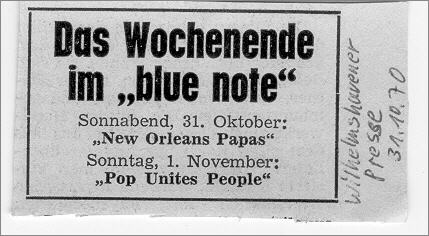 Das Wochenende
im „blue note“
Sonnabend, 31. Oktober:
„New Orleans Papas“
Sonntag, 1. November:
„Pop Unites People“
Wilhelmshavener
Presse
31.10.70